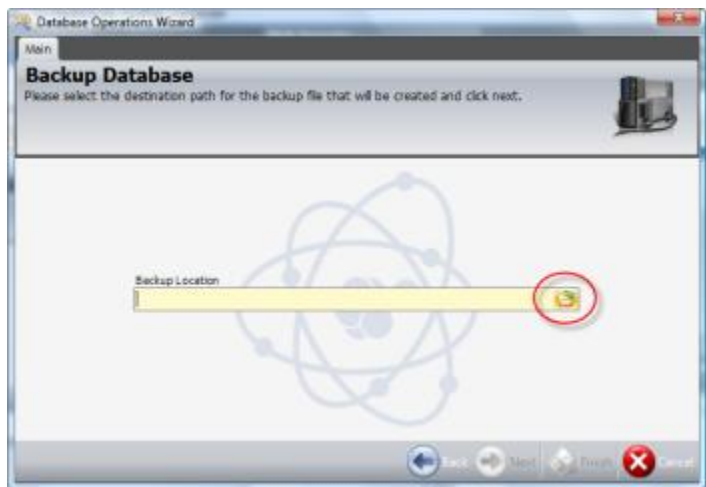 Database Operations Wizard
Main
Backup Database
Please select the destination path for the backup file that will be created and click next.
Backup Location
Back
Next
Finish
Cancel